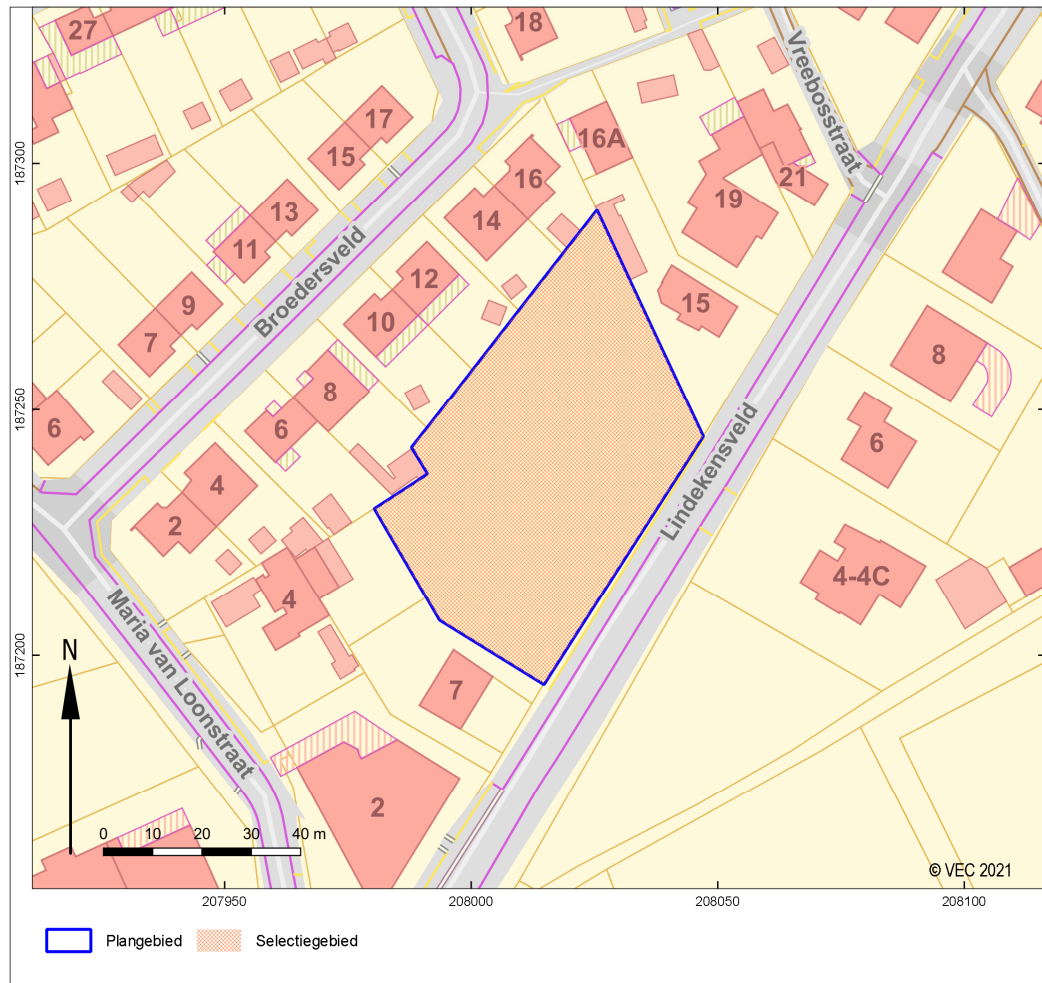 27
18
17
15
16A
16
14
13
11
12
10
9
7
8
6
6
4
2
4
19
21
15
8
6
4-4C
7
2
Vreebosstraat
Broedersveld
Lindekensveld
Maria van Loonstraat
187300
187250
187200
N
0 10 20 30 40 m
© VEC 2021
207950 208000 208050 208100
Plangebied Selectiegebied